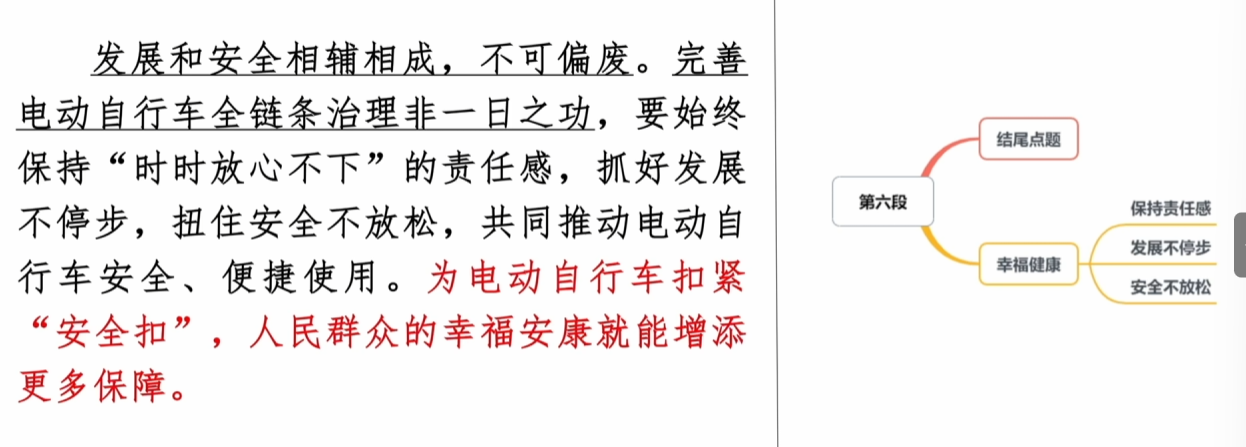 发展和安全相辅相成，不可偏废。完善
电动自行车全链条治理非一日之功，要始终
保持“时时放心不下”的责任感，抓好发展
不停步，扭住安全不放松，共同推动电动自
行车安全、便捷使用。为电动自行车扣紧
“安全扣”，人民群众的幸福安康就能增添
更多保障。
第六段
结尾点题
幸福健康
保持责任感
发展不停步
安全不放松